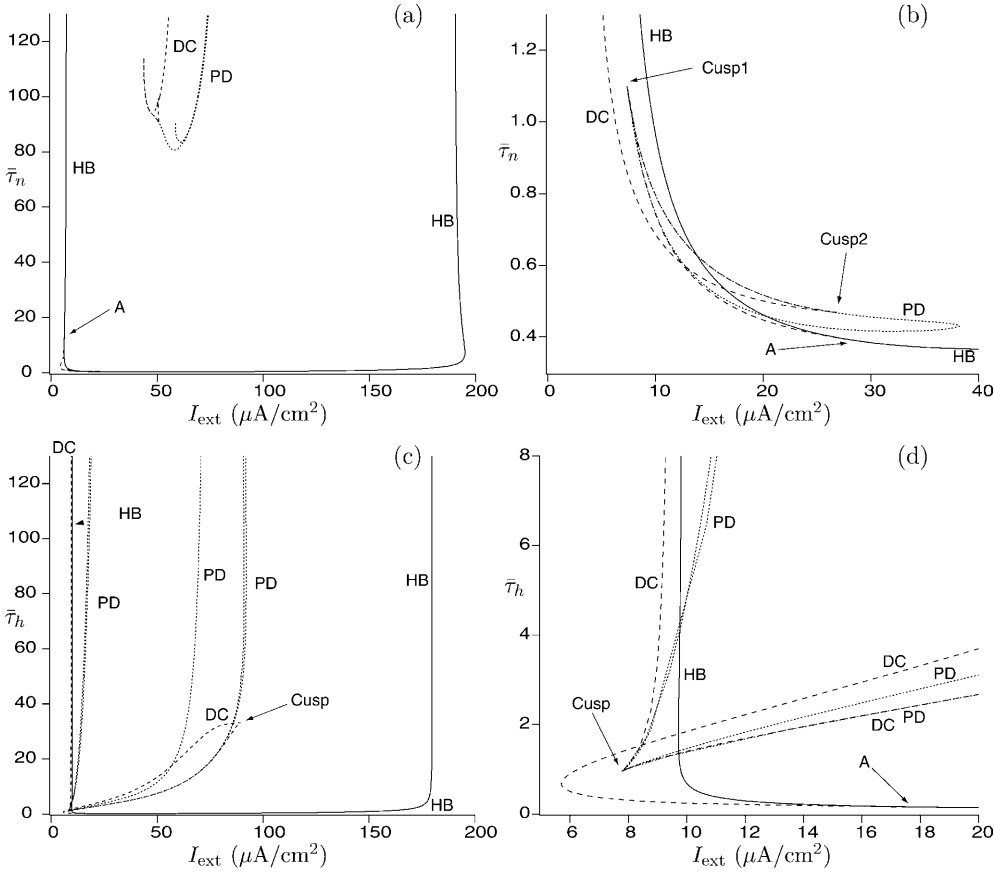 (a)
120
100
80
60
40
20
0
τ̄n
DC
PD
HB
HB
A
0 50 100 150 200
Iext (μA/cm²)
(b)
1.2
1.0
0.8
0.6
0.4
τ̄n
HB
Cusp1
DC
Cusp2
PD
A
HB
0 10 20 30 40
Iext (μA/cm²)
(c)
120
100
80
60
40
20
0
τ̄h
DC
HB
PD
PD
PD
HB
DC
Cusp
HB
0 50 100 150 200
Iext (μA/cm²)
(d)
8
6
4
2
0
τ̄h
PD
DC
HB
DC
PD
Cusp
DC PD
A
6 8 10 12 14 16 18 20
Iext (μA/cm²)